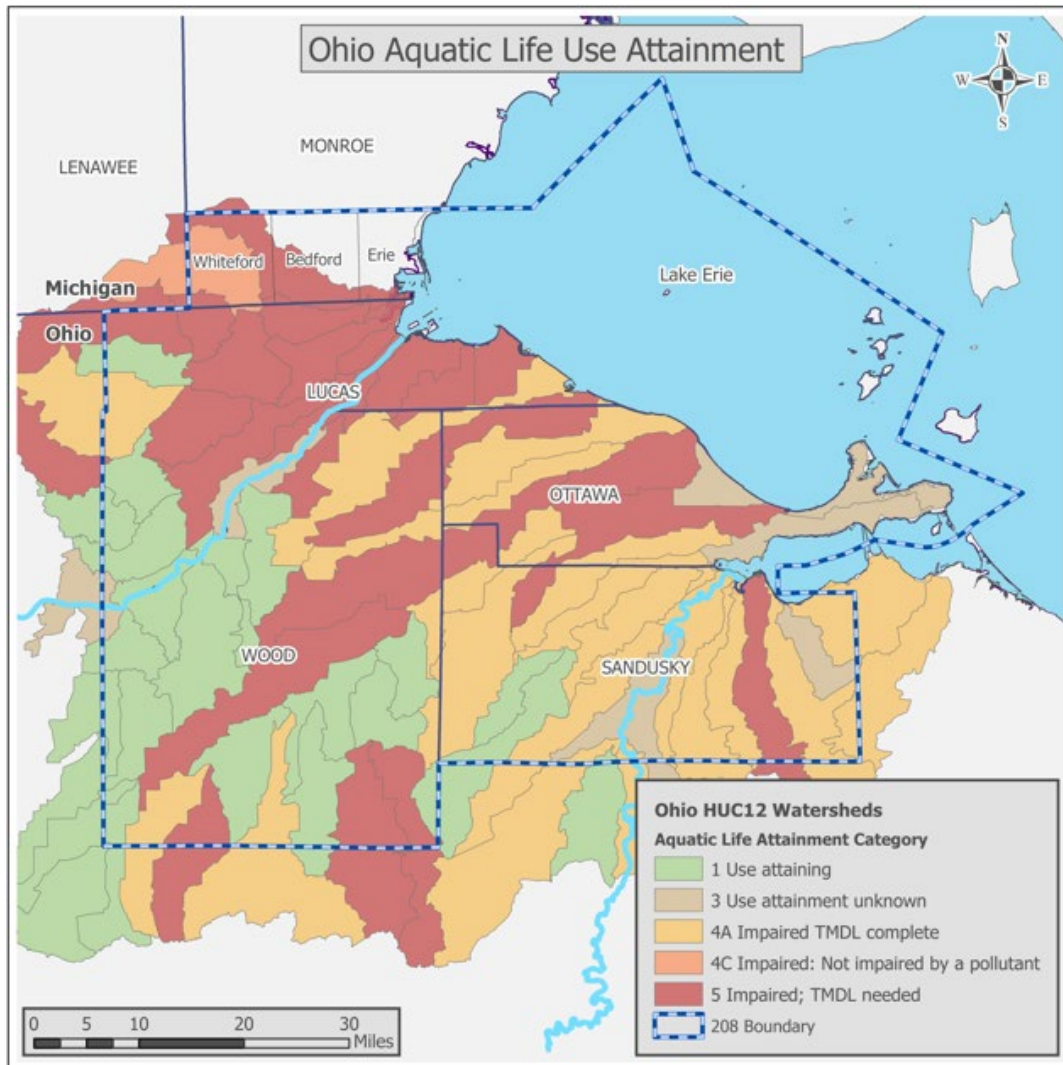 Ohio Aquatic Life Use Attainment
N
W E
S
MONROE
LENAWEE
Whiteford
Bedford
Erie
Lake Erie
Michigan
Ohio
LUCAS
OTTAWA
WOOD
SANDUSKY
Ohio HUC12 Watersheds
Aquatic Life Attainment Category
1 Use attaining
3 Use attainment unknown
4A Impaired TMDL complete
4C Impaired: Not impaired by a pollutant
5 Impaired; TMDL needed
208 Boundary
0 5 10 20 30
Miles